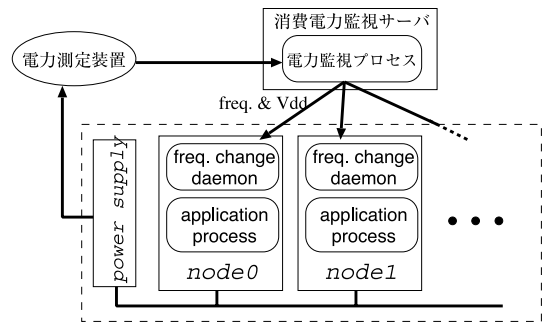 消費電力監視サーバ
電力測定装置
電力監視プロセス
freq. & Vdd
power supply
freq. change
daemon
application
process
node0
freq. change
daemon
application
process
node1